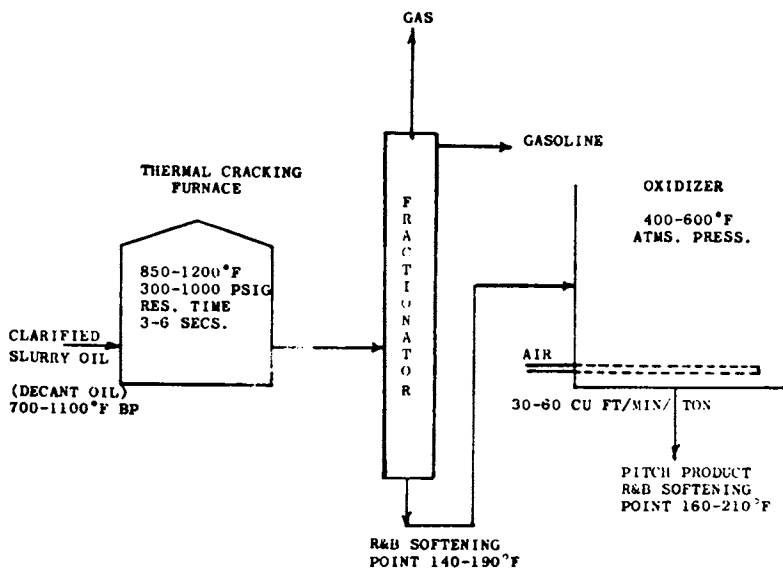 GAS
GASOLINE
THERMAL CRACKING
FURNACE
OXIDIZER
400-600°F
ATMS. PRESS.
FRACTIONATOR
850-1200°F
300-1000 PSIG
RES. TIME
3-6 SECS.
CLARIFIED
SLURRY OIL
(DECANT OIL)
700-1100°F BP
AIR
30-60 CU FT/MIN/ TON
PITCH PRODUCT
R&B SOFTENING
POINT 160-210°F
R&B SOFTENING
POINT 140-190°F